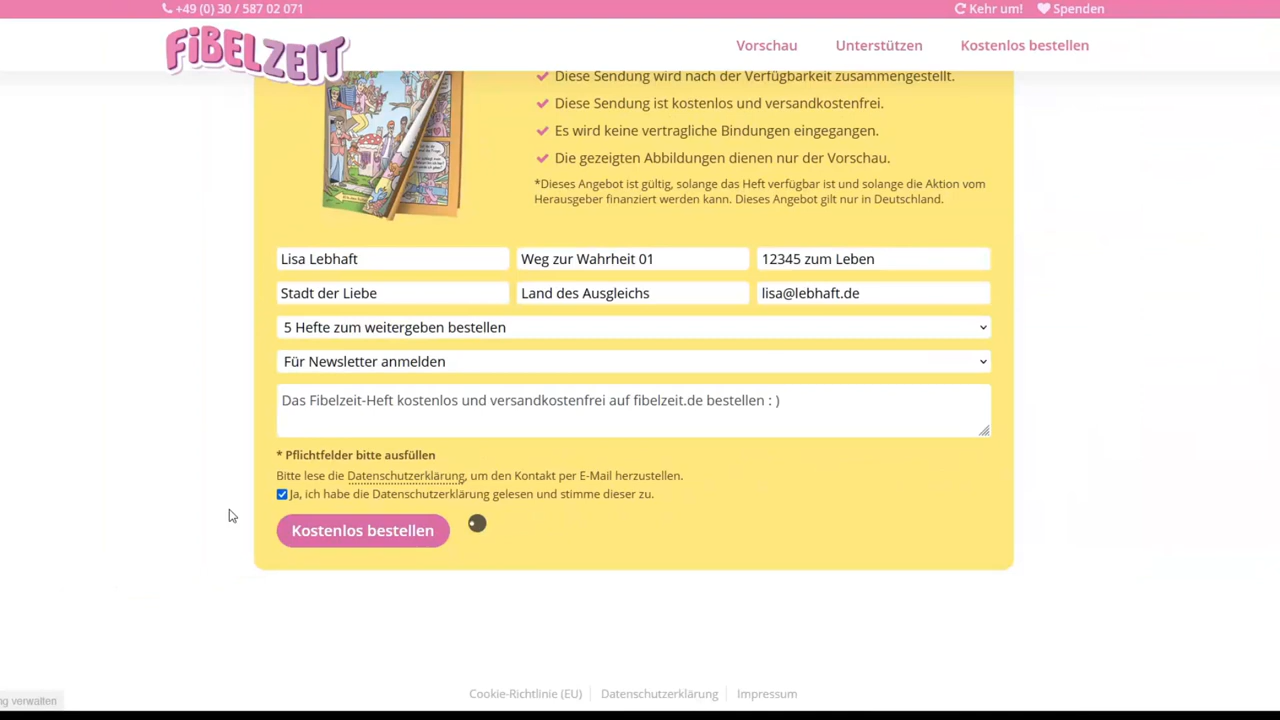 +49 (0) 30 / 587 02 071
Kehr um! Spenden
FiBELZEIT
Vorschau Unterstützen Kostenlos bestellen
Diese Sendung wird nach der Verfügbarkeit zusammengestellt.
Diese Sendung ist kostenlos und versandkostenfrei.
Es wird keine vertragliche Bindungen eingegangen.
Die gezeigten Abbildungen dienen nur der Vorschau.
*Dieses Angebot ist gültig, solange das Heft verfügbar ist und solange die Aktion vom
Herausgeber finanziert werden kann. Dieses Angebot gilt nur in Deutschland.
Lisa Lebhaft Weg zur Wahrheit 01 12345 zum Leben
Stadt der Liebe Land des Ausgleichs lisa@lebhaft.de
5 Hefte zum weitergeben bestellen
Für Newsletter anmelden
Das Fibelzeit-Heft kostenlos und versandkostenfrei auf fibelzeit.de bestellen : )
* Pflichtfelder bitte ausfüllen
Bitte lese die Datenschutzerklärung, um den Kontakt per E-Mail herzustellen.
Ja, ich habe die Datenschutzerklärung gelesen und stimme dieser zu.
Kostenlos bestellen
Cookie-Richtlinie (EU) Datenschutzerklärung Impressum
ng verwalten